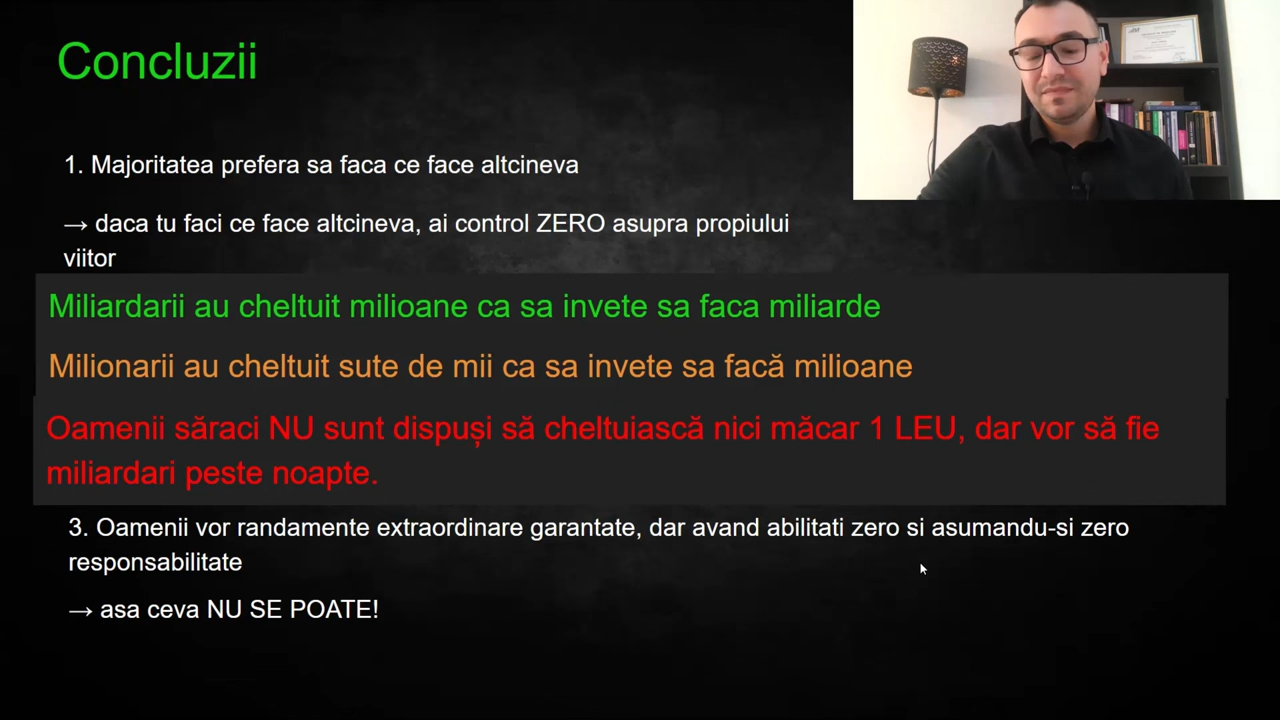 Concluzii
1. Majoritatea prefera sa faca ce face altcineva
→ daca tu faci ce face altcineva, ai control ZERO asupra propiului
viitor
Miliardarii au cheltuit milioane ca sa invete sa faca miliarde
Milionarii au cheltuit sute de mii ca sa invete sa facă milioane
Oamenii săraci NU sunt dispuși să cheltuiască nici măcar 1 LEU, dar vor să fie
miliardari peste noapte.
3. Oamenii vor randamente extraordinare garantate, dar avand abilitati zero si asumandu-si zero
responsabilitate
→ asa ceva NU SE POATE!